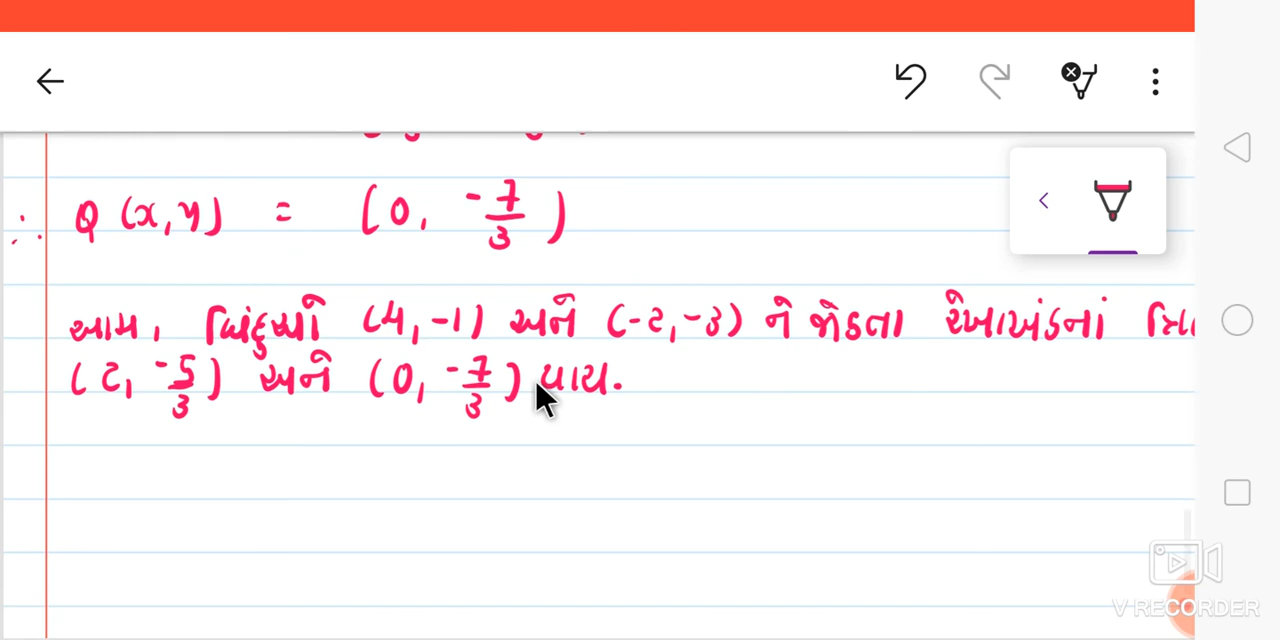 ∴ Q (x, y) = (0, -7/3)
આમ, બિંદુઓ (4, -1) અને (-2, -3) ને જોડતા રેખાખંડનાં ત્રિ
(2, -5/3) અને (0, -7/3) થાય.
V RECORDER